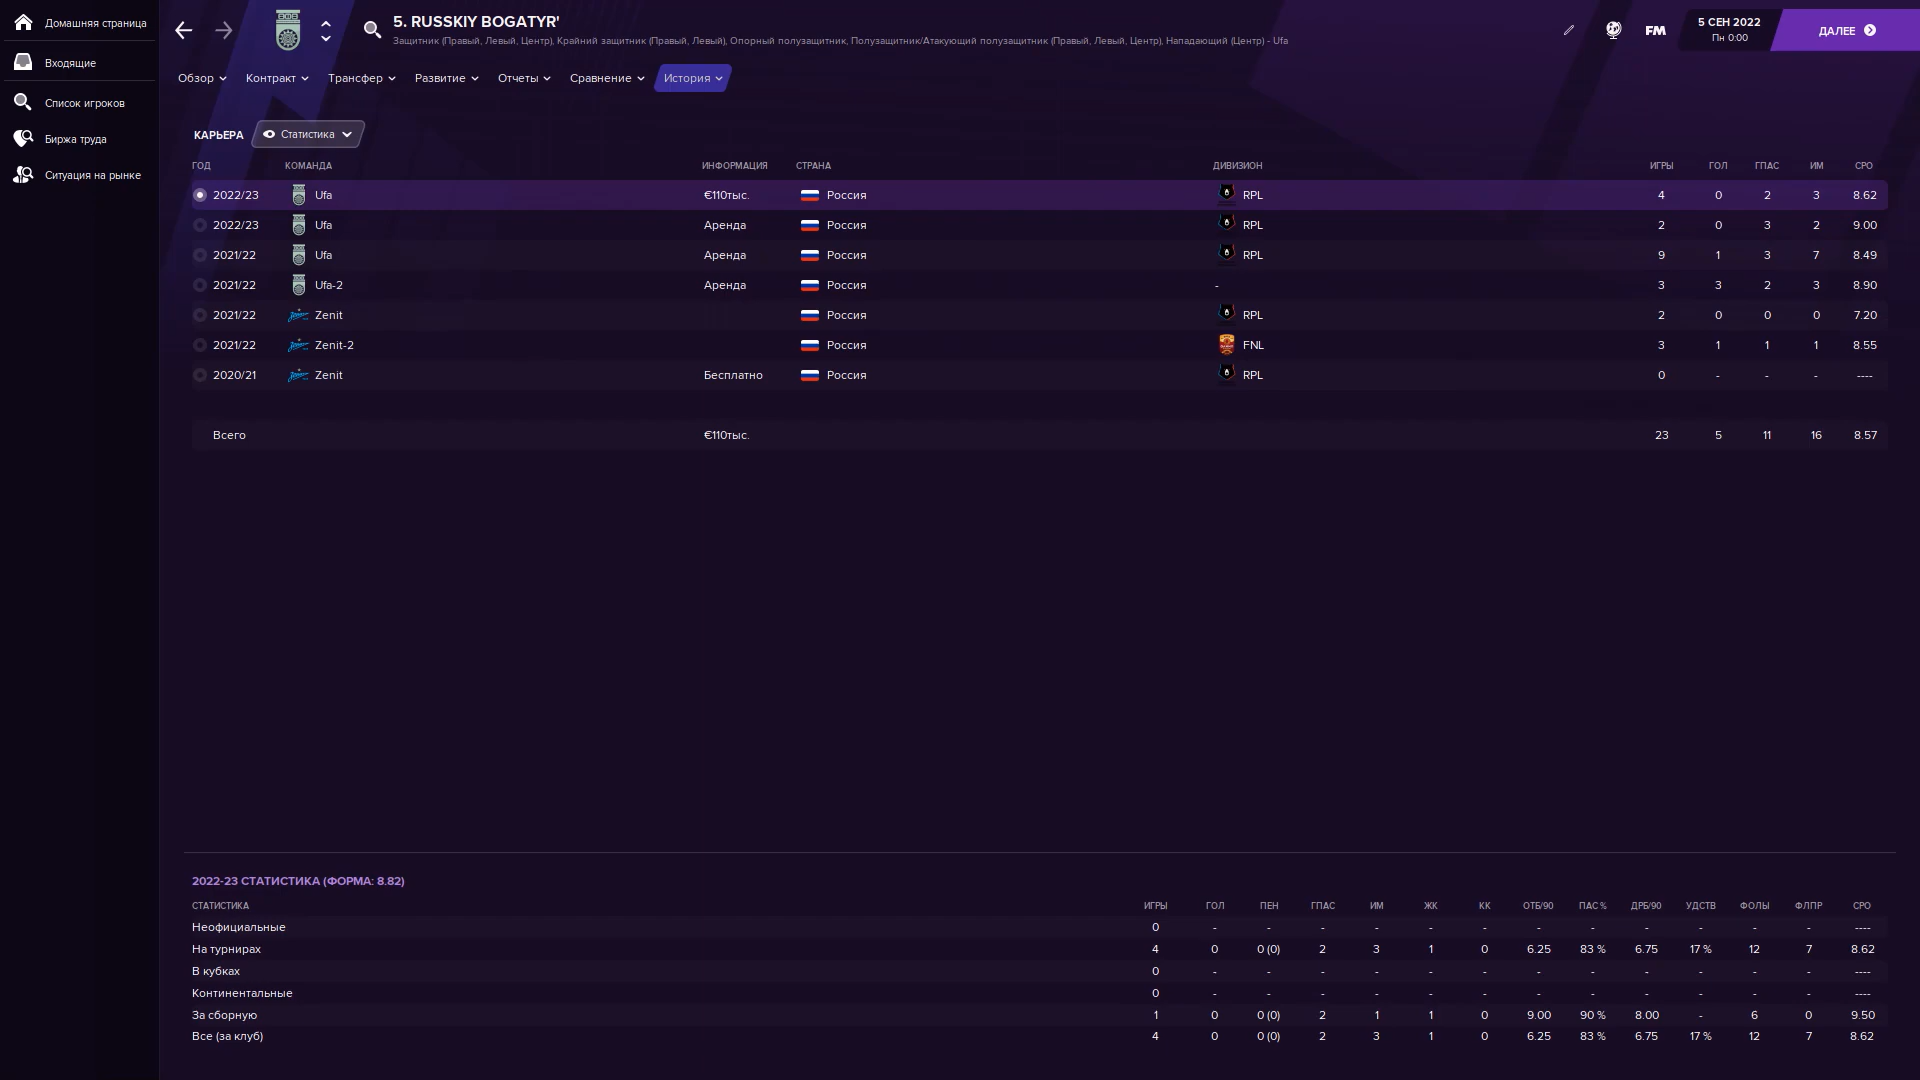 Домашняя страница
Входящие
Список игроков
Биржа труда
Ситуация на рынке
5. RUSSKIY BOGATYR'
Защитник (Правый, Левый, Центр), Крайний защитник (Правый, Левый), Опорный полузащитник, Полузащитник/Атакующий полузащитник (Правый, Левый, Центр), Нападающий (Центр) - Ufa
FM
5 СЕН 2022
Пн 0:00
ДАЛЕЕ
Обзор Контракт Трансфер Развитие Отчеты Сравнение История
КАРЬЕРА Статистика
ГОД КОМАНДА ИНФОРМАЦИЯ СТРАНА ДИВИЗИОН ИГРЫ ГОЛ ГПАС ИМ СРО
2022/23 Ufa €110тыс. Россия RPL 4 0 2 3 8.62
2022/23 Ufa Аренда Россия RPL 2 0 3 2 9.00
2021/22 Ufa Аренда Россия RPL 9 1 3 7 8.49
2021/22 Ufa-2 Аренда Россия - 3 3 2 3 8.90
2021/22 Zenit Россия RPL 2 0 0 0 7.20
2021/22 Zenit-2 Россия FNL 3 1 1 1 8.55
2020/21 Zenit Бесплатно Россия RPL 0 - - - ----
Всего €110тыс. 23 5 11 16 8.57
2022-23 СТАТИСТИКА (ФОРМА: 8.82)
СТАТИСТИКА ИГРЫ ГОЛ ПЕН ГПАС ИМ ЖК КК ОТБ/90 ПАС % ДРБ/90 УДСТВ ФОЛЫ ФЛПР СРО
Неофициальные 0 - - - - - - - - - - - - ----
На турнирах 4 0 0 (0) 2 3 1 0 6.25 83 % 6.75 17 % 12 7 8.62
В кубках 0 - - - - - - - - - - - - ----
Континентальные 0 - - - - - - - - - - - - ----
За сборную 1 0 0 (0) 2 1 1 0 9.00 90 % 8.00 - 6 0 9.50
Все (за клуб) 4 0 0 (0) 2 3 1 0 6.25 83 % 6.75 17 % 12 7 8.62